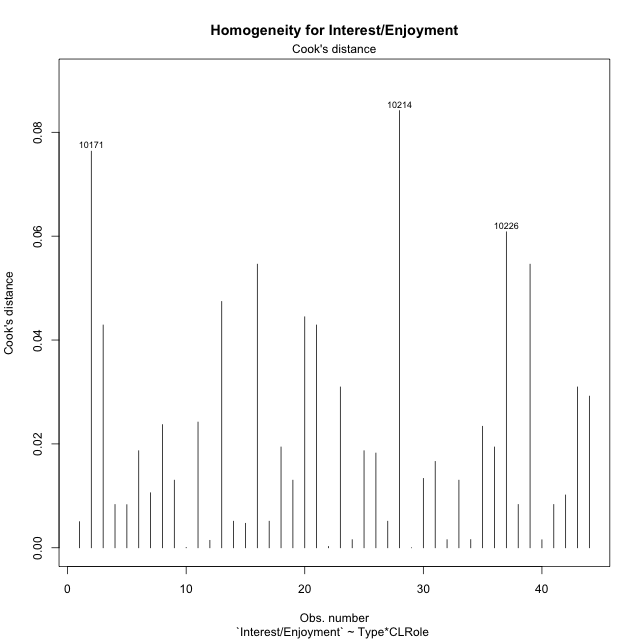 Homogeneity for Interest/Enjoyment
Cook's distance
10214
10171
10226
Cook's distance
0.08
0.06
0.04
0.02
0.00
0 10 20 30 40
Obs. number
`Interest/Enjoyment` ~ Type*CLRole